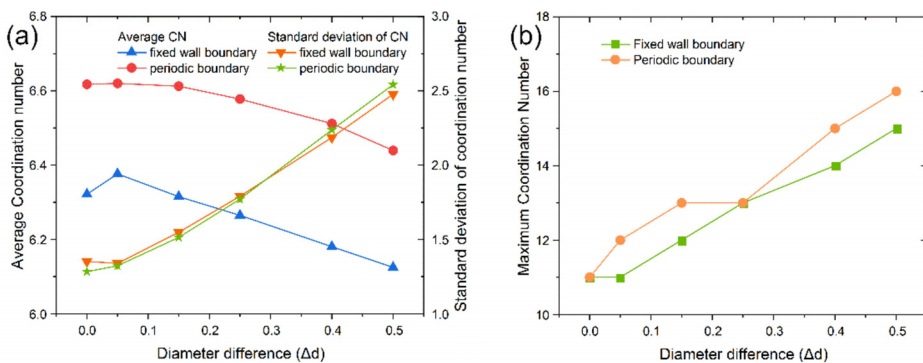 (a)
Average CN
fixed wall boundary
periodic boundary
Standard deviation of CN
fixed wall boundary
periodic boundary
Average Coordination number
6.8
6.6
6.4
6.2
6.0
3.0
2.5
2.0
1.5
1.0
Standard deviation of coordination number
0.0 0.1 0.2 0.3 0.4 0.5
Diameter difference (Δd)
(b)
Fixed wall boundary
Periodic boundary
Maximum Coordination Number
18
16
14
12
10
0.0 0.1 0.2 0.3 0.4 0.5
Diameter difference (Δd)